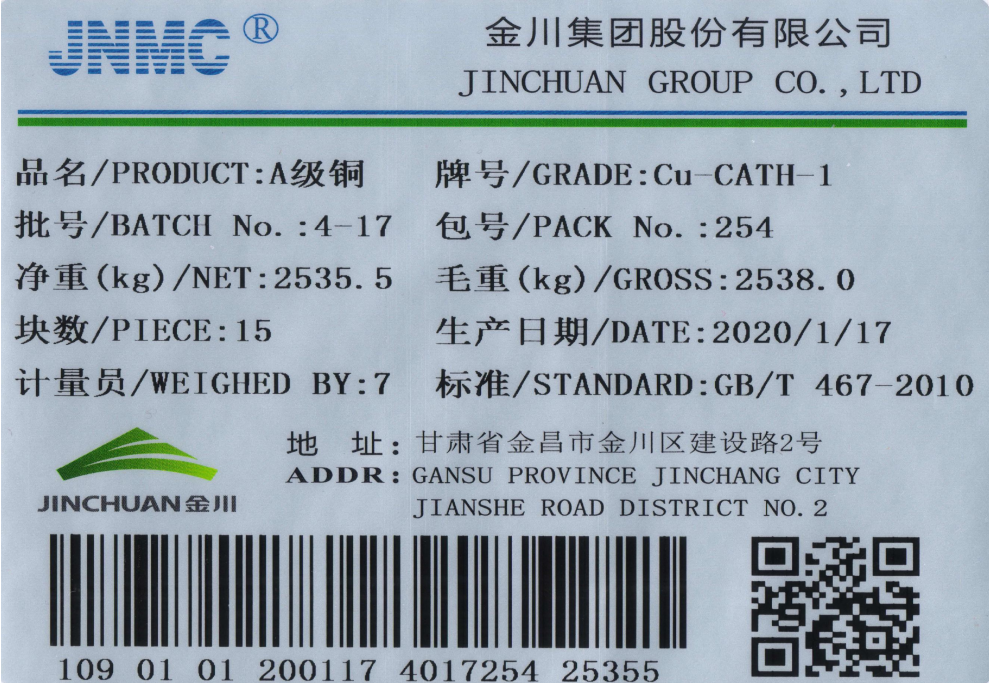 JNMC®
金川集团股份有限公司
JINCHUAN GROUP CO.,LTD
品名/PRODUCT:A级铜
牌号/GRADE:Cu-CATH-1
批号/BATCH No.:4-17
包号/PACK No.:254
净重(kg)/NET:2535.5
毛重(kg)/GROSS:2538.0
块数/PIECE:15
生产日期/DATE:2020/1/17
计量员/WEIGHED BY:7
标准/STANDARD:GB/T 467-2010
JINCHUAN金川
地 址:甘肃省金昌市金川区建设路2号
ADDR:GANSU PROVINCE JINCHANG CITY
JIANSHE ROAD DISTRICT NO.2
109 01 01 200117 4017254 25355